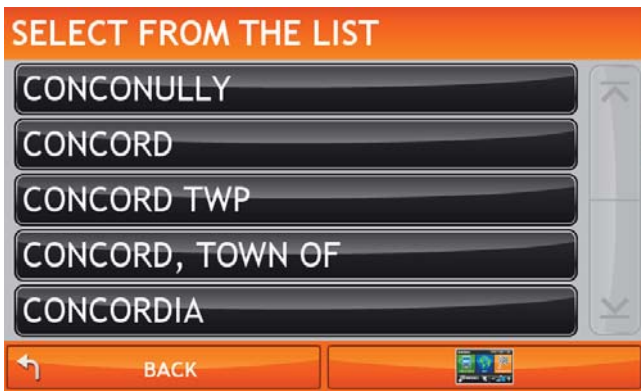 SELECT FROM THE LIST
CONCONULLY
CONCORD
CONCORD TWP
CONCORD, TOWN OF
CONCORDIA
BACK